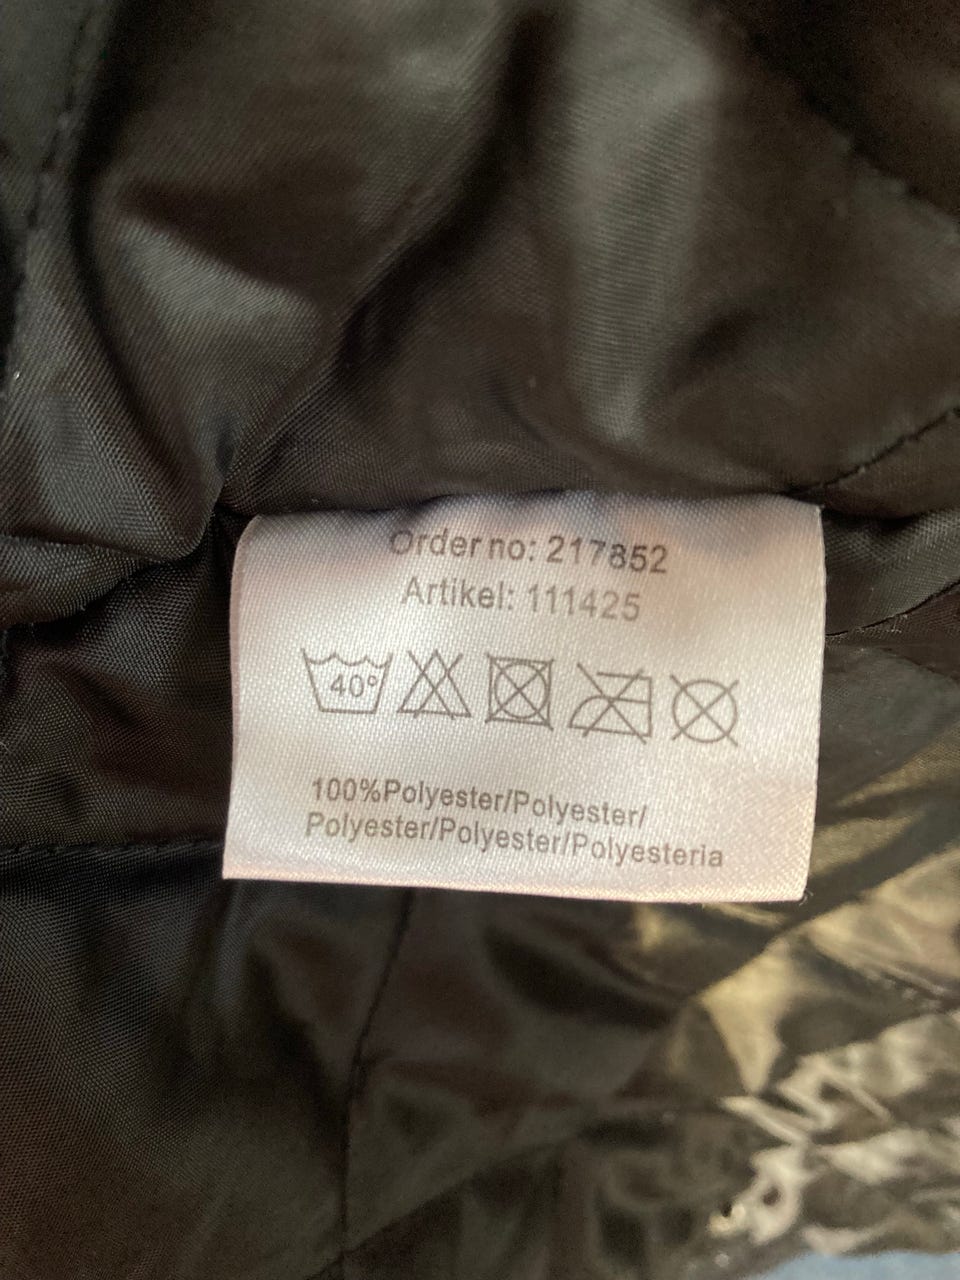 Order no: 217852
Artikel: 111425
40°
100%Polyester/Polyester/
Polyester/Polyester/Polyesteria